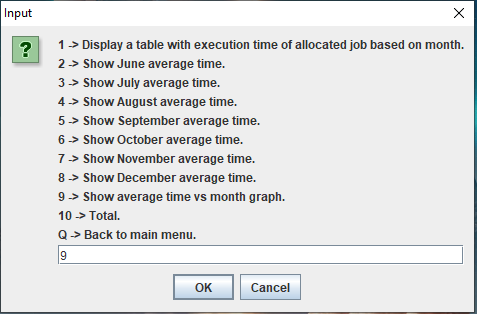 Input
1 -> Display a table with execution time of allocated job based on month.
2 -> Show June average time.
3 -> Show July average time.
4 -> Show August average time.
5 -> Show September average time.
6 -> Show October average time.
7 -> Show November average time.
8 -> Show December average time.
9 -> Show average time vs month graph.
10 -> Total.
Q -> Back to main menu.
9
OK Cancel